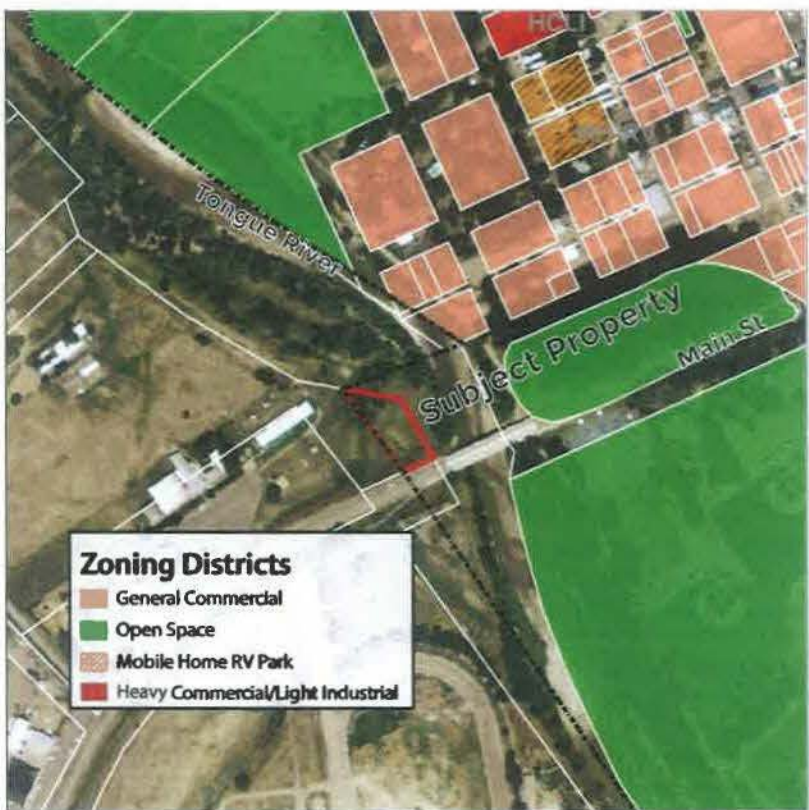 HCLI
Tongue River
Subject Property
Main St
Zoning Districts
General Commercial
Open Space
Mobile Home RV Park
Heavy Commercial/Light Industrial